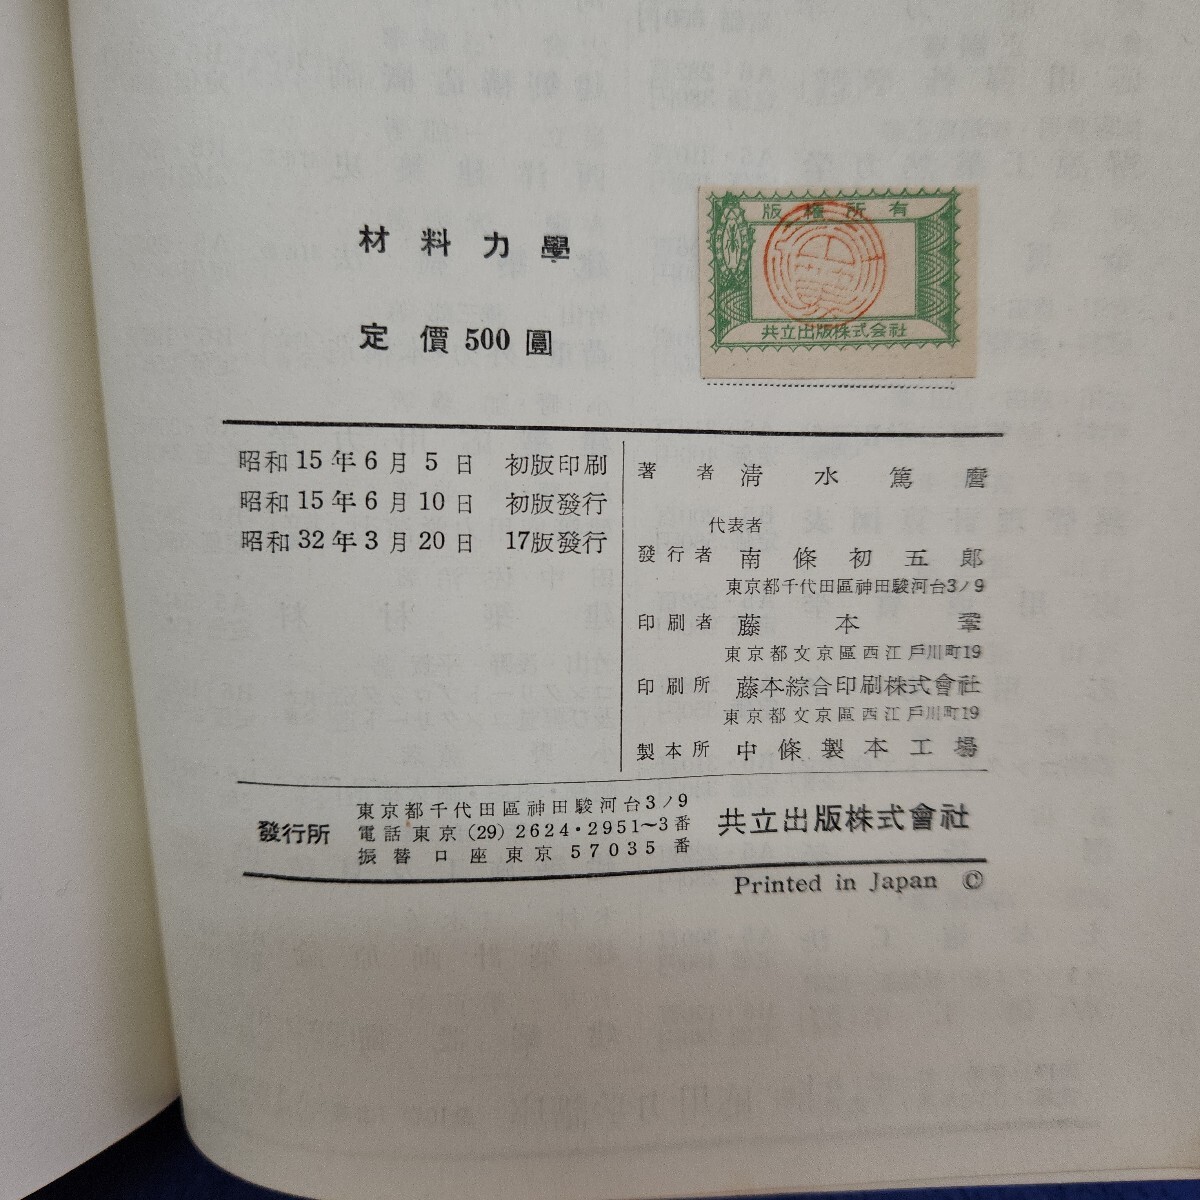 材料力學
定價500圓
版權所有
共立出版株式会社
昭和15年6月5日 初版印刷
昭和15年6月10日 初版發行
昭和32年3月20日 17版發行
著者 清水篤麿
代表者
發行者 南條初五郎
東京都千代田區神田駿河台3ノ9
印刷者 藤本鞏
東京都文京區西江戸川町19
印刷所 藤本綜合印刷株式會社
東京都文京區西江戸川町19
製本所 中條製本工場
發行所
東京都千代田區神田駿河台3ノ9
電話東京(29)2624・2951~3番
振替口座東京57035番
共立出版株式會社
Printed in Japan ©